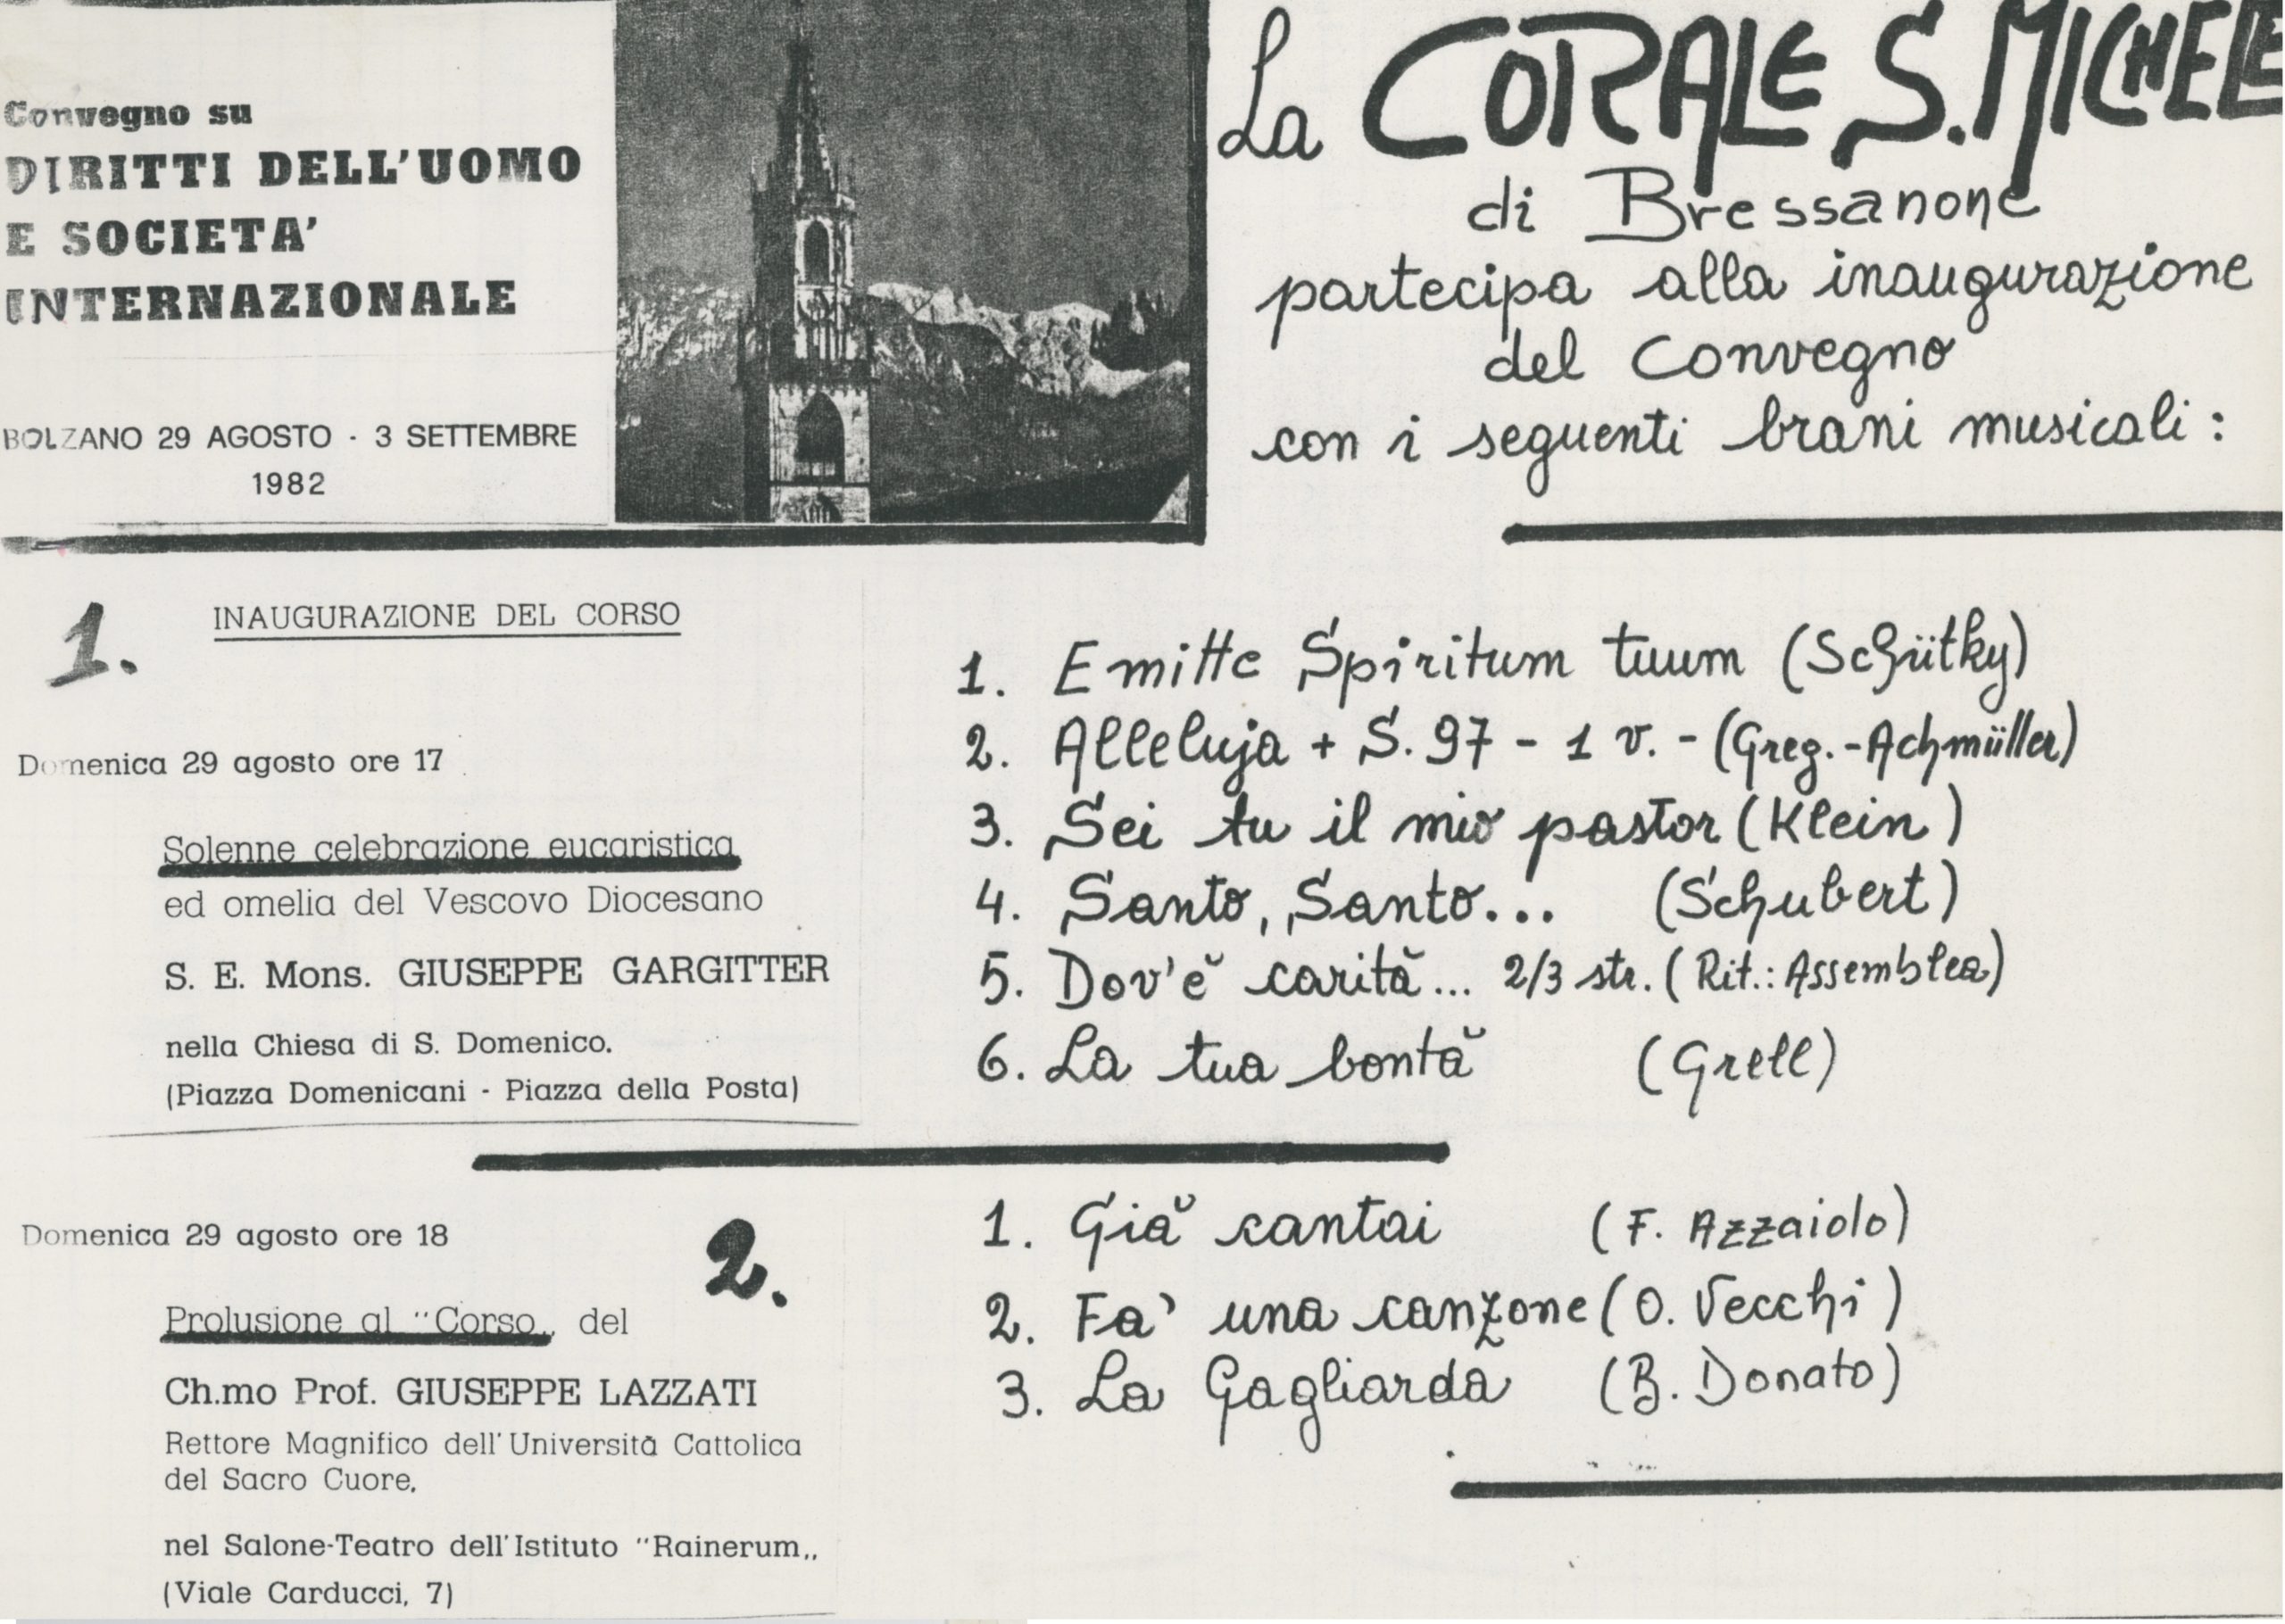 Convegno su
DIRITTI DELL'UOMO
E SOCIETA'
INTERNAZIONALE
BOLZANO 29 AGOSTO - 3 SETTEMBRE
1982
La CORALE S. MICHELE
di Bressanone
partecipa alla inaugurazione
del Convegno
con i seguenti brani musicali:
1. INAUGURAZIONE DEL CORSO
Domenica 29 agosto ore 17
Solenne celebrazione eucaristica
ed omelia del Vescovo Diocesano
S. E. Mons. GIUSEPPE GARGITTER
nella Chiesa di S. Domenico.
(Piazza Domenicani - Piazza della Posta)
1. Emitte Spiritum tuum (Schütky)
2. Alleluja + S. 97 - 1 v. - (Greg.-Achmüller)
3. Sei tu il mio pastor (Klein)
4. Santo, Santo... (Schubert)
5. Dov'è carità... 2/3 str. (Rit.: Assemblea)
6. La tua bontà (Grell)
Domenica 29 agosto ore 18
2.
Prolusione al "Corso„ del
Ch.mo Prof. GIUSEPPE LAZZATI
Rettore Magnifico dell'Università Cattolica
del Sacro Cuore,
nel Salone-Teatro dell'Istituto "Rainerum„
(Viale Carducci, 7)
1. Già cantai (F. Azzaiolo)
2. Fa' una canzone (O. Vecchi)
3. La Gagliarda (B. Donato)